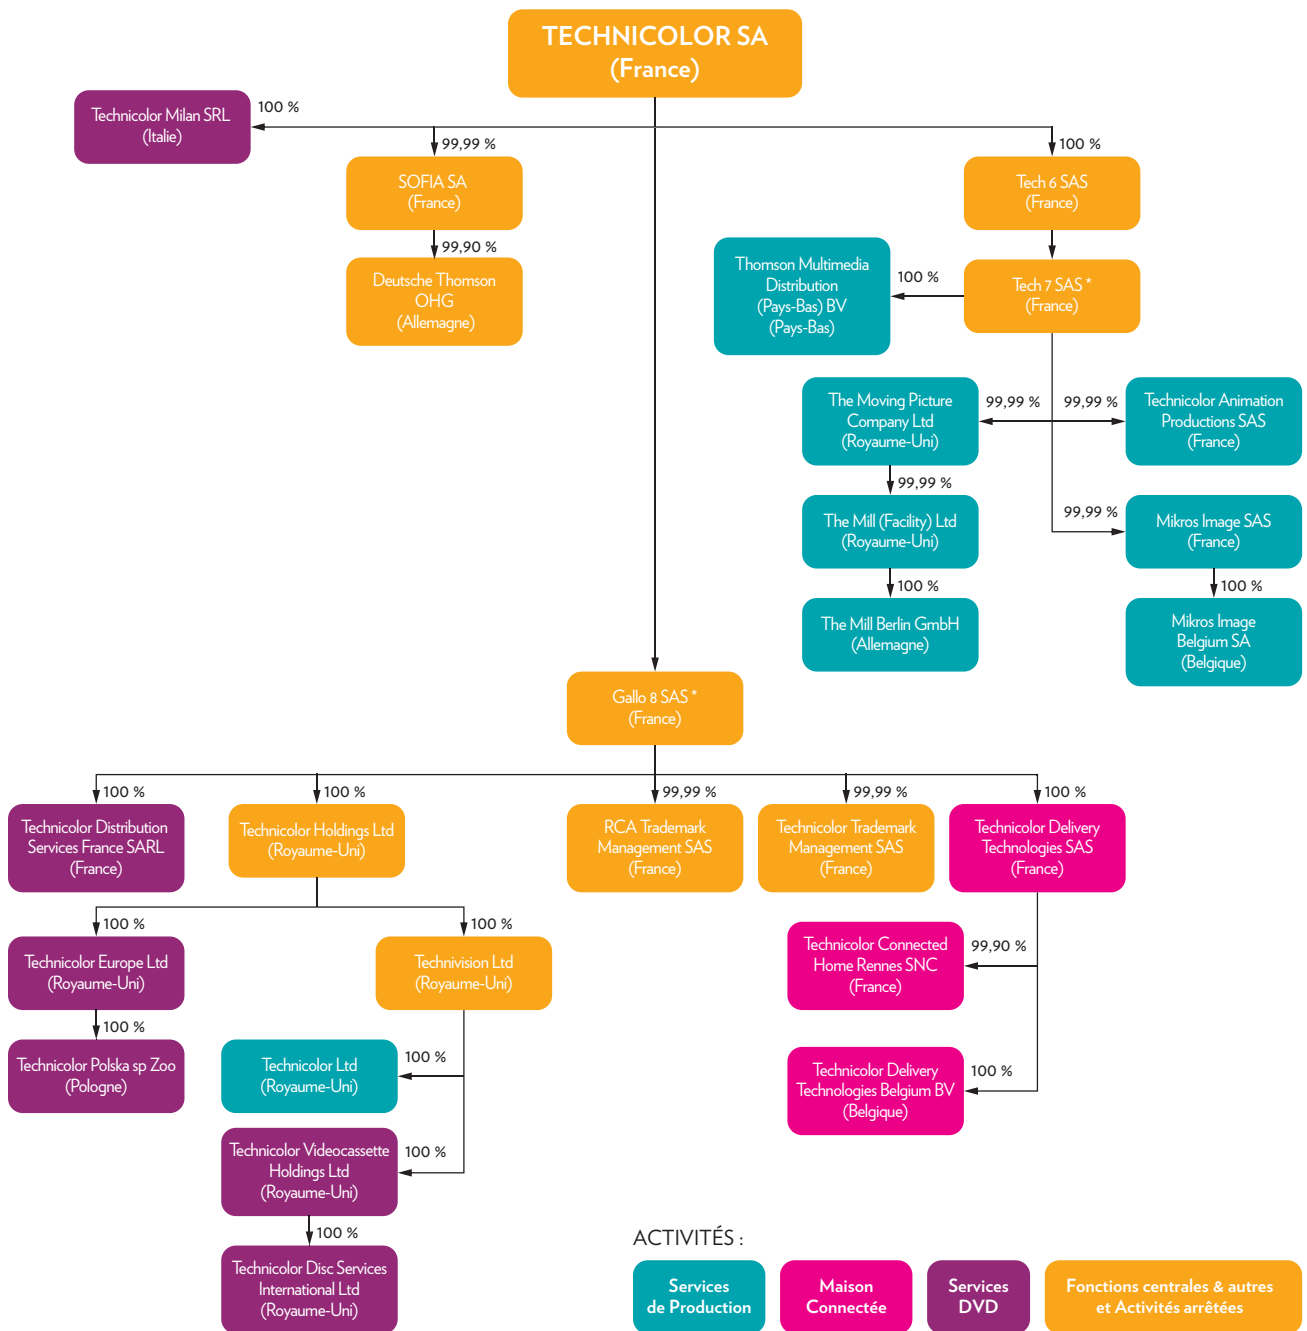 TECHNICOLOR SA
(France)
Technicolor Milan SRL
(Italie)
100 %
99,99 %
SOFIA SA
(France)
99,90 %
Deutsche Thomson
OHG
(Allemagne)
100 %
Tech 6 SAS
(France)
Tech 7 SAS *
(France)
100 %
Thomson Multimedia
Distribution
(Pays-Bas) BV
(Pays-Bas)
The Moving Picture
Company Ltd
(Royaume-Uni)
99,99 %
99,99 %
Technicolor Animation
Productions SAS
(France)
99,99 %
The Mill (Facility) Ltd
(Royaume-Uni)
99,99 %
Mikros Image SAS
(France)
100 %
The Mill Berlin GmbH
(Allemagne)
100 %
Mikros Image
Belgium SA
(Belgique)
Gallo 8 SAS *
(France)
100 %
100 %
99,99 %
99,99 %
100 %
Technicolor Distribution
Services France SARL
(France)
Technicolor Holdings Ltd
(Royaume-Uni)
RCA Trademark
Management SAS
(France)
Technicolor Trademark
Management SAS
(France)
Technicolor Delivery
Technologies SAS
(France)
100 %
100 %
Technicolor Europe Ltd
(Royaume-Uni)
Technivision Ltd
(Royaume-Uni)
Technicolor Connected
Home Rennes SNC
(France)
99,90 %
100 %
Technicolor Polska sp Zoo
(Pologne)
Technicolor Ltd
(Royaume-Uni)
100 %
Technicolor Delivery
Technologies Belgium BV
(Belgique)
100 %
Technicolor Videocassette
Holdings Ltd
(Royaume-Uni)
100 %
100 %
Technicolor Disc Services
International Ltd
(Royaume-Uni)
ACTIVITÉS :
Services
de Production
Maison
Connectée
Services
DVD
Fonctions centrales & autres
et Activités arrêtées